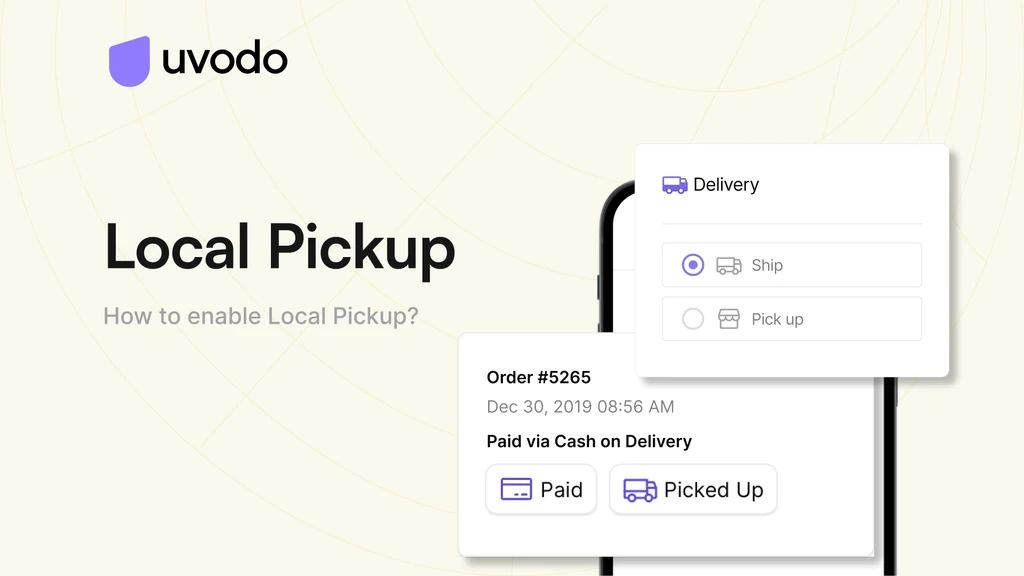 uvodo
Local Pickup
How to enable Local Pickup?
Delivery
Ship
Pick up
Order #5265
Dec 30, 2019 08:56 AM
Paid via Cash on Delivery
Paid
Picked Up